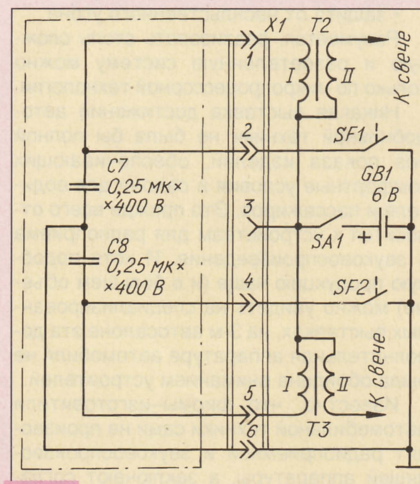 X1 T2
1 I II К свече
2 SF1
C7
0,25 мк×
×400 В
GB1
6 В
3 SA1 + −
C8
0,25 мк×
×400 В
4 SF2
I II К свече
5
6 T3